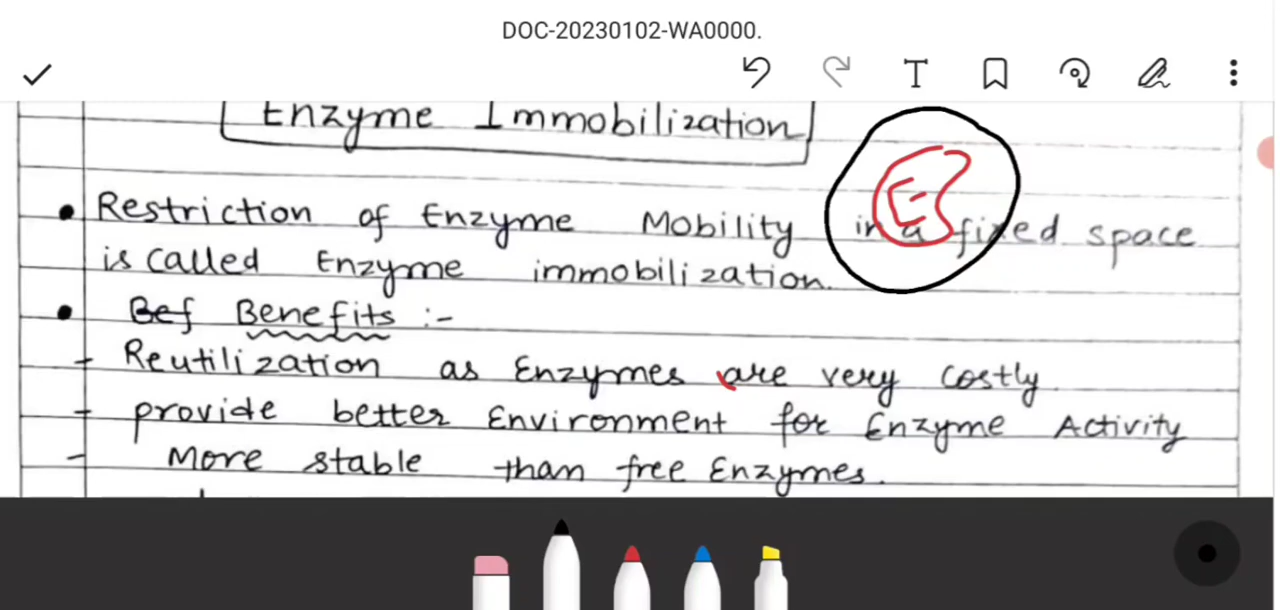 DOC-20230102-WA0000.
T
Enzyme Immobilization
E
• Restriction of Enzyme Mobility in a fixed space
is called Enzyme immobilization.
• Bef Benefits :-
- Reutilization as Enzymes are very costly
- provide better Environment for Enzyme Activity
- More stable than free Enzymes.